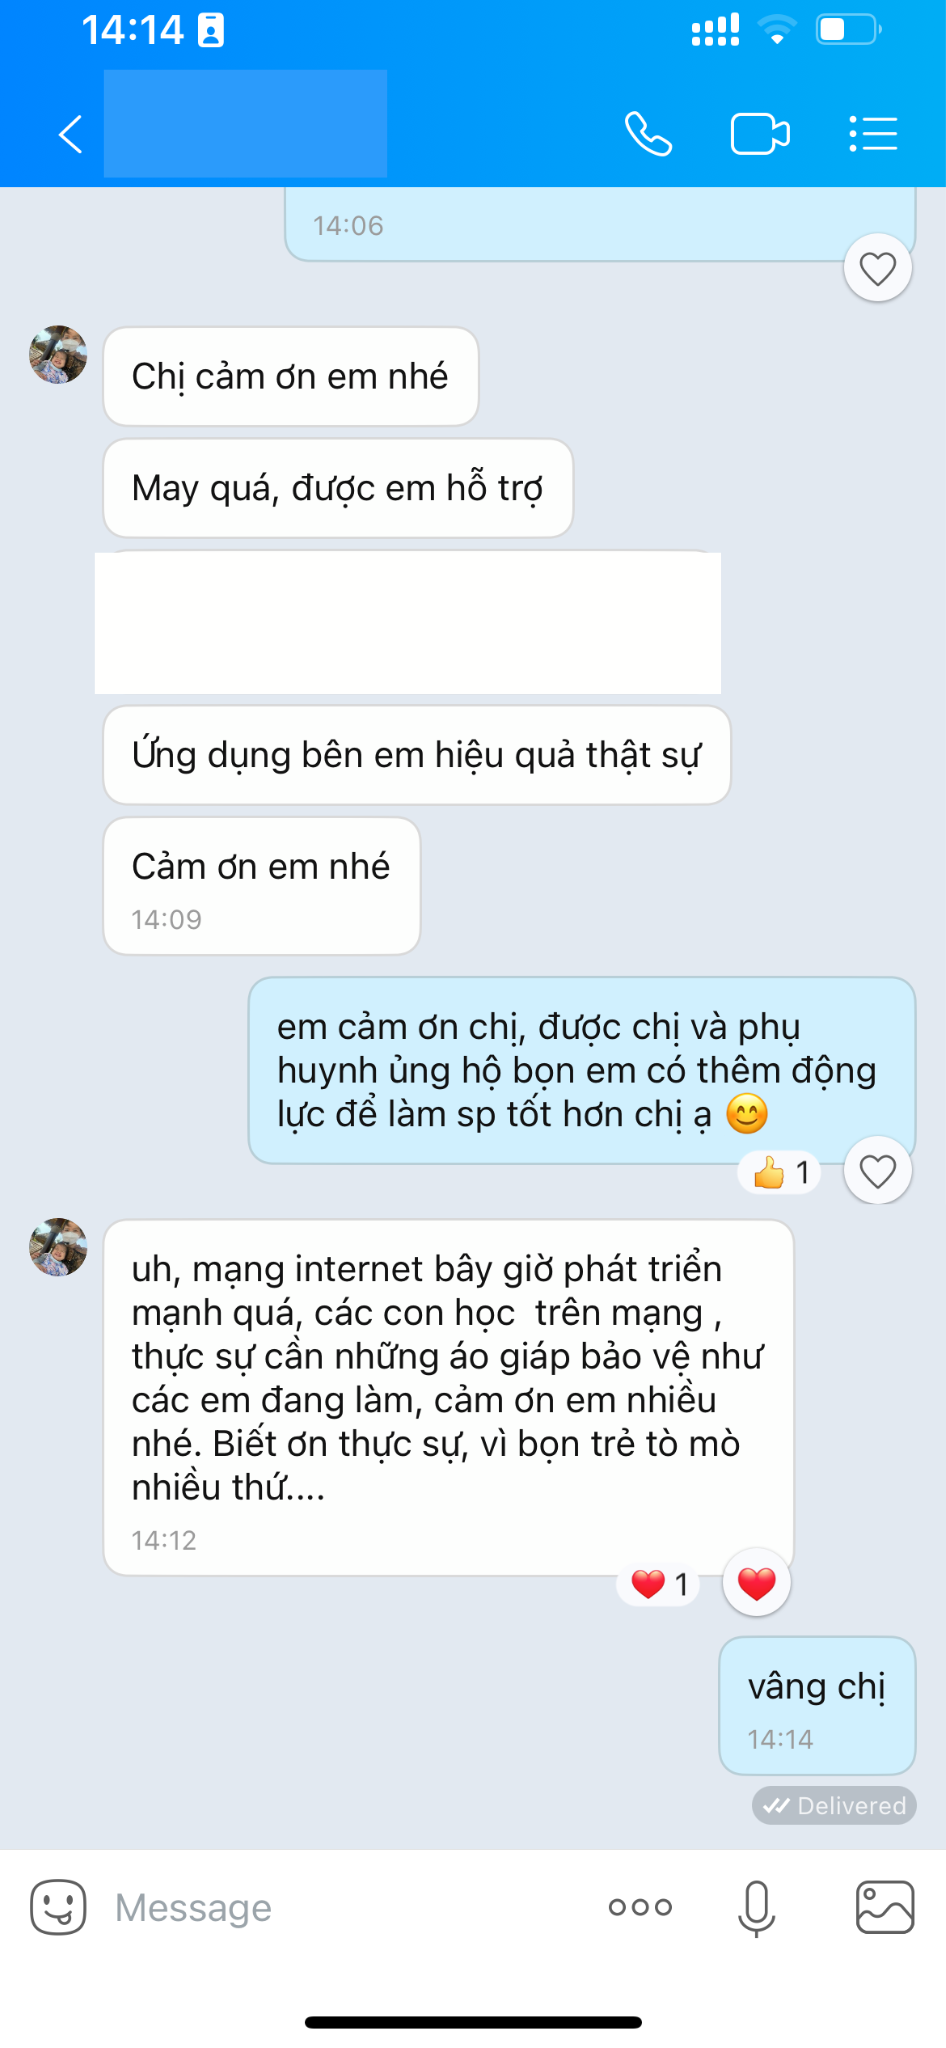 14:14
14:06
Chị cảm ơn em nhé
May quá, được em hỗ trợ
Ứng dụng bên em hiệu quả thật sự
Cảm ơn em nhé
14:09
em cảm ơn chị, được chị và phụ
huynh ủng hộ bọn em có thêm động
lực để làm sp tốt hơn chị ạ 😊
👍 1
uh, mạng internet bây giờ phát triển
mạnh quá, các con học  trên mạng ,
thực sự cần những áo giáp bảo vệ như
các em đang làm, cảm ơn em nhiều
nhé. Biết ơn thực sự, vì bọn trẻ tò mò
nhiều thứ....
14:12
❤️ 1
vâng chị
14:14
Delivered
Message